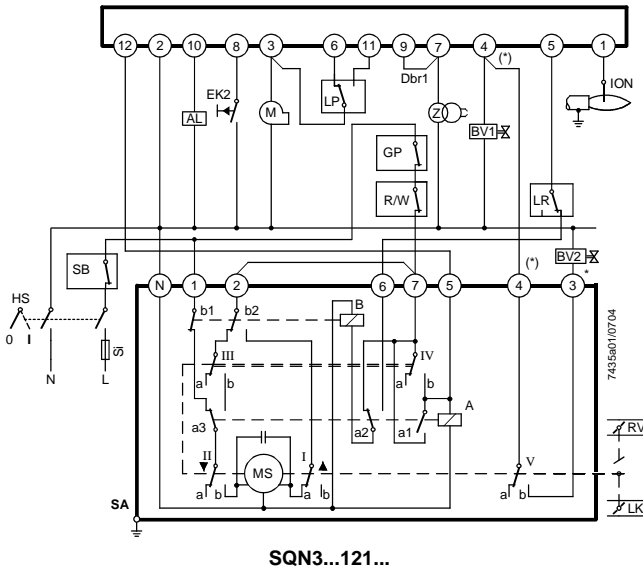 12 2 10 8 3 6 11 9 7 4 (*) 5 1
Dbr1
EK2
LP
ION
AL
M
Z
BV1
GP
R/W
LR
SB
BV2
HS
N 1 2 6 7 5 (*) 4 3 *
0 I
Si
N L
b1 b2 B
III IV
a b a b
A
a3 a2 a1
II I V
MS
a b a b a b
SA
RV
LK
7435a01/0704
SQN3...121...